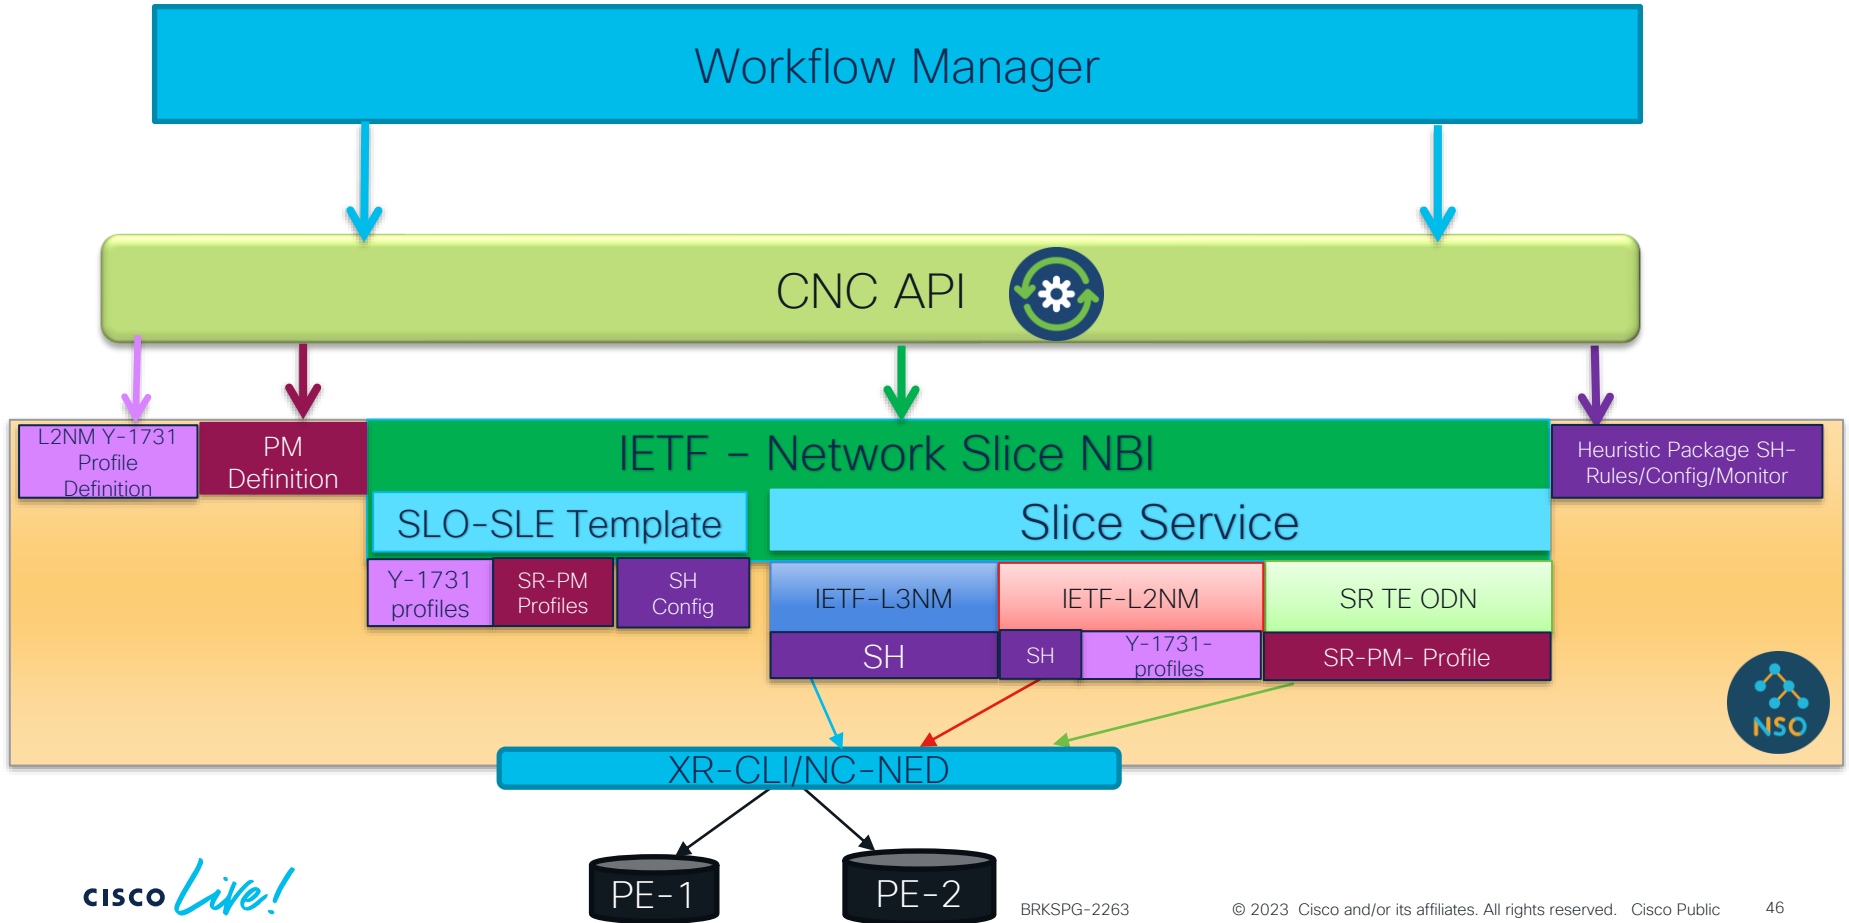 Workflow Manager
CNC API
L2NM Y-1731
Profile
Definition
PM
Definition
IETF – Network Slice NBI
Heuristic Package SH-
Rules/Config/Monitor
SLO-SLE Template
Slice Service
Y-1731
profiles
SR-PM
Profiles
SH
Config
IETF-L3NM
IETF-L2NM
SR TE ODN
SH
SH
Y-1731-
profiles
SR-PM- Profile
NSO
XR-CLI/NC-NED
PE-1
PE-2
CISCO Live!
BRKSPG-2263
© 2023 Cisco and/or its affiliates. All rights reserved. Cisco Public
46